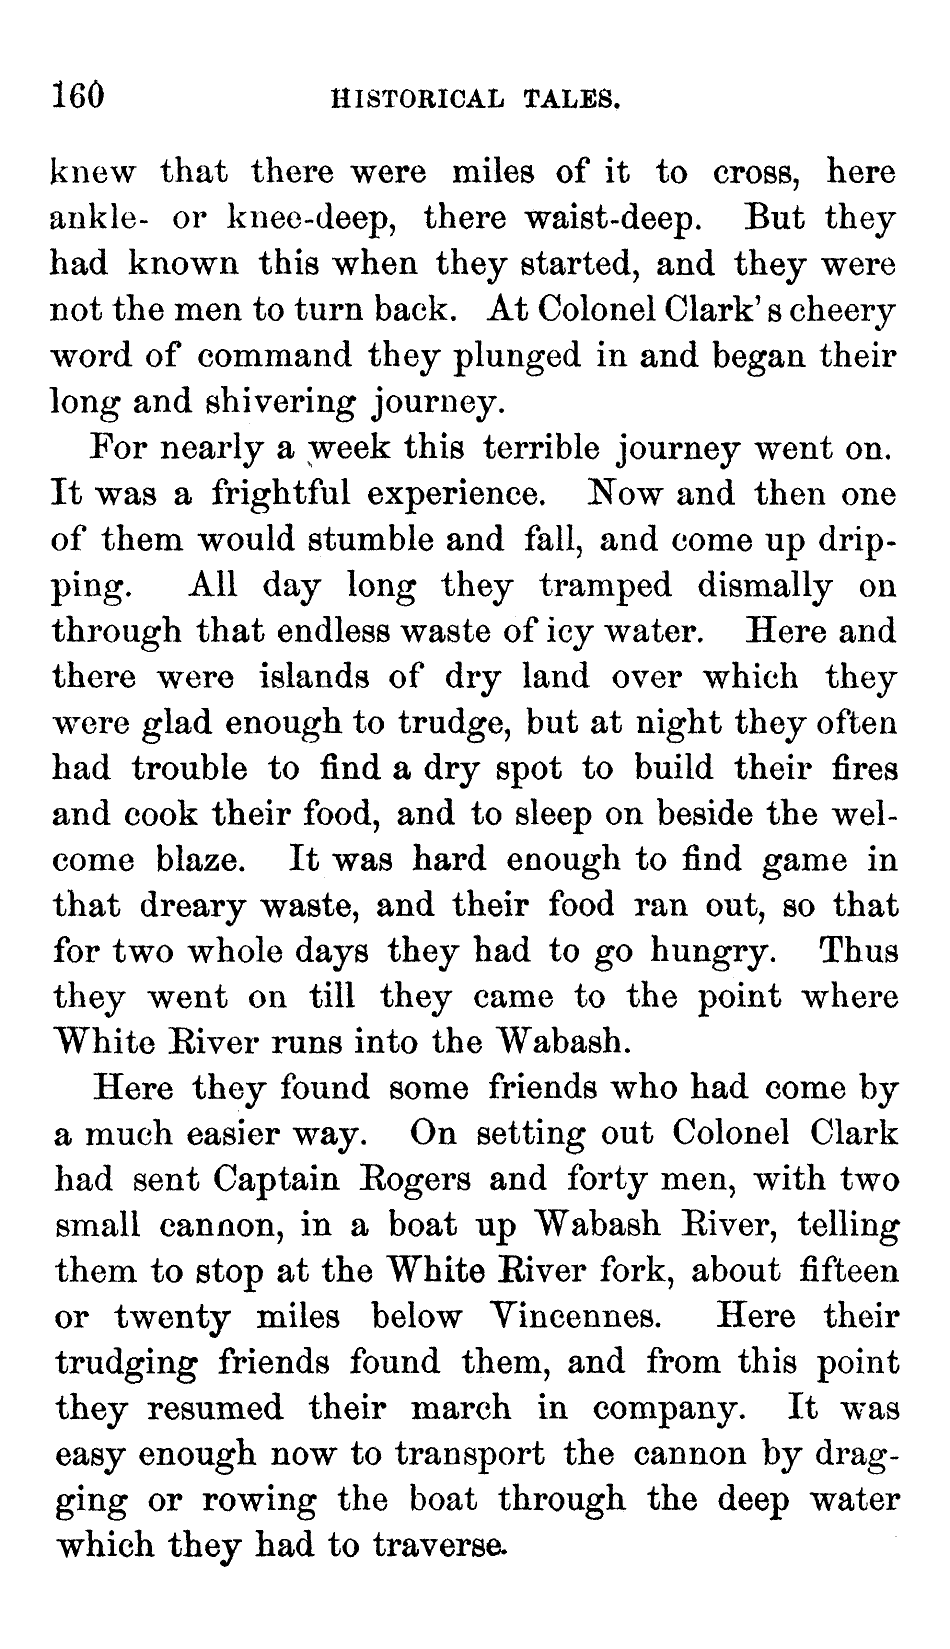 160 HISTORICAL TALES.
knew that there were miles of it to cross, here
ankle- or knee-deep, there waist-deep. But they
had known this when they started, and they were
not the men to turn back. At Colonel Clark's cheery
word of command they plunged in and began their
long and shivering journey.
For nearly a week this terrible journey went on.
It was a frightful experience. Now and then one
of them would stumble and fall, and come up drip-
ping. All day long they tramped dismally on
through that endless waste of icy water. Here and
there were islands of dry land over which they
were glad enough to trudge, but at night they often
had trouble to find a dry spot to build their fires
and cook their food, and to sleep on beside the wel-
come blaze. It was hard enough to find game in
that dreary waste, and their food ran out, so that
for two whole days they had to go hungry. Thus
they went on till they came to the point where
White River runs into the Wabash.
Here they found some friends who had come by
a much easier way. On setting out Colonel Clark
had sent Captain Rogers and forty men, with two
small cannon, in a boat up Wabash River, telling
them to stop at the White River fork, about fifteen
or twenty miles below Vincennes. Here their
trudging friends found them, and from this point
they resumed their march in company. It was
easy enough now to transport the cannon by drag-
ging or rowing the boat through the deep water
which they had to traverse.